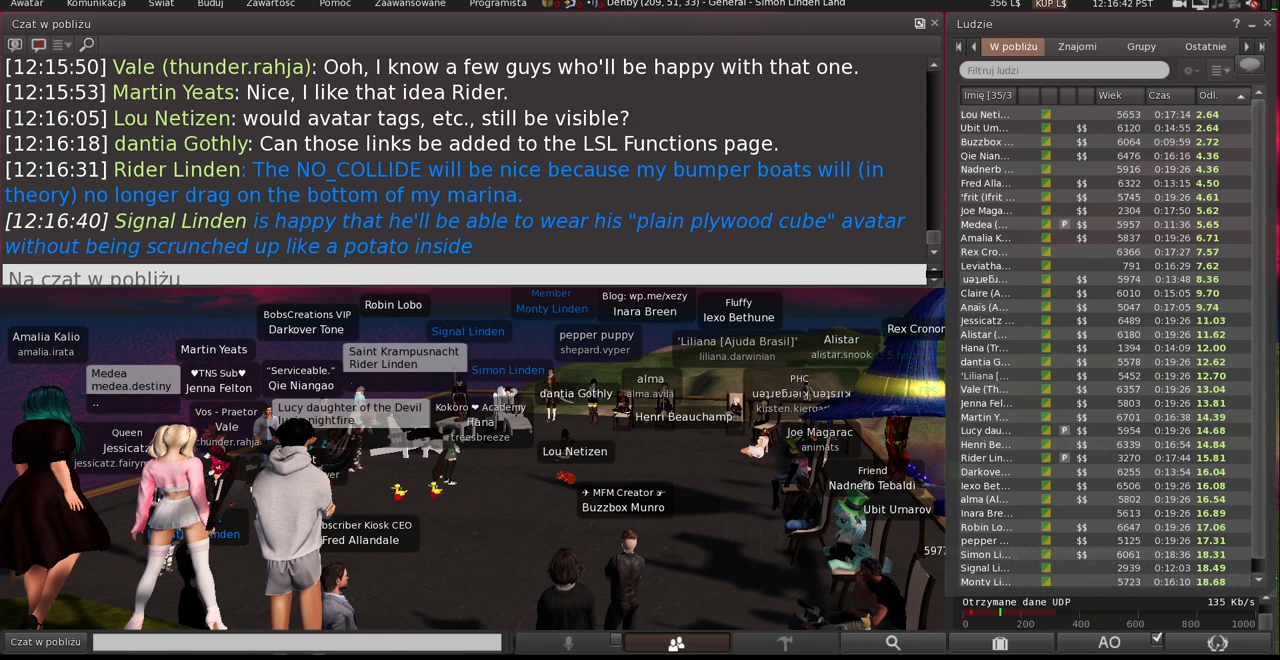 Awatar Komunikacja Świat Buduj Zawartość Pomoc Zaawansowane Programista Denby (209, 51, 33) - General - Simon Linden Land 356 L$ KUP L$ 12:16:42 PST
Czat w pobliżu
[12:15:50] Vale (thunder.rahja): Ooh, I know a few guys who'll be happy with that one.
[12:15:53] Martin Yeats: Nice, I like that idea Rider.
[12:16:05] Lou Netizen: would avatar tags, etc., still be visible?
[12:16:18] dantia Gothly: Can those links be added to the LSL Functions page.
[12:16:31] Rider Linden: The NO_COLLIDE will be nice because my bumper boats will (in
theory) no longer drag on the bottom of my marina.
[12:16:40] Signal Linden is happy that he'll be able to wear his "plain plywood cube" avatar
without being scrunched up like a potato inside
Na czat w pobliżu
Member
Monty Linden
Blog: wp.me/xezy
Inara Breen
Fluffy
Iexo Bethune
Robin Lobo
BobsCreations VIP
Darkover Tone
Signal Linden
Rex Cronon
Amalia Kalio
amalia.irata
pepper puppy
shepard.vyper
'Liliana [Ajuda Brasil]'
liliana.darwinian
Alistar
alistar.snook
Martin Yeats
Saint Krampusnacht
Rider Linden
Medea
medea.destiny
..
♥TNS Sub♥
Jenna Felton
“Serviceable.”
Qie Niangao
Simon Linden
alma
alma.avila
PHC
kirsten.kiergar
dantia Gothly
Vos - Praetor
Vale
thunder.rahja
Lucy daughter of the Devil
Kokoro ♥ Academy
Hana
treesbreeze
Henri Beauchamp
Queen
Jessicatz
jessicatz.fairym
Joe Magarac
animats
Lou Netizen
Friend
Nadnerb Tebaldi
✈ MFM Creator
Buzzbox Munro
Ubit Umarov
bscriber Kiosk CEO
Fred Allandale
5977
Czat w pobliżu
Ludzie
W pobliżu Znajomi Grupy Ostatnie
Filtruj ludzi
Imię [35/3 Wiek Czas Odl.
Lou Neti... 5653 0:17:14 2.64
Ubit Um... $$ 6120 0:14:55 2.64
Buzzbox ... $$ 6064 0:09:59 2.72
Qie Nian... $$ 6476 0:16:16 4.36
Nadnerb ... 5916 0:19:26 4.36
Fred Alla... $$ 6322 0:13:15 4.50
'frit (Ifrit ... $$ 5745 0:19:26 4.61
Joe Maga... $$ 2304 0:17:50 5.62
Medea (... P $$ 5957 0:11:36 5.65
Amalia K... $$ 5837 0:19:26 6.71
Rex Cro... 6366 0:17:27 7.57
Leviatha... 791 0:16:29 7.62
$$ 5974 0:13:48 8.36
Claire (A... $$ 6010 0:15:05 9.70
Anaïs (A... $$ 5047 0:17:05 9.74
Jessicatz ... $$ 6489 0:19:26 11.03
Alistar (... $$ 6180 0:19:26 11.62
Hana (Tr... $$ 1394 0:14:09 12.00
dantia G... $$ 5578 0:19:26 12.62
'Liliana [... $$ 5452 0:19:26 12.70
Vale (Th... $$ 6357 0:19:26 13.04
Jenna Fel... $$ 5803 0:19:26 13.81
Martin Y... $$ 6701 0:16:38 14.39
Lucy dau... P $$ 5954 0:19:26 14.68
Henri Be... $$ 6339 0:16:54 14.84
Rider Lin... P $$ 3270 0:17:44 15.81
Darkove... $$ 6255 0:13:54 16.04
Iexo Bet... $$ 6506 0:19:26 16.08
alma (Al... $$ 5802 0:19:26 16.54
Inara Bre... 5613 0:19:26 16.89
Robin Lo... $$ 6647 0:19:26 17.06
pepper ... $$ 5125 0:19:26 17.31
Simon Li... $$ 6061 0:18:36 18.31
Signal Li... 2939 0:12:03 18.49
Monty Li... 5723 0:16:10 18.68
Otrzymane dane UDP 135 Kb/s
0 200 400 600 800 1000
AO